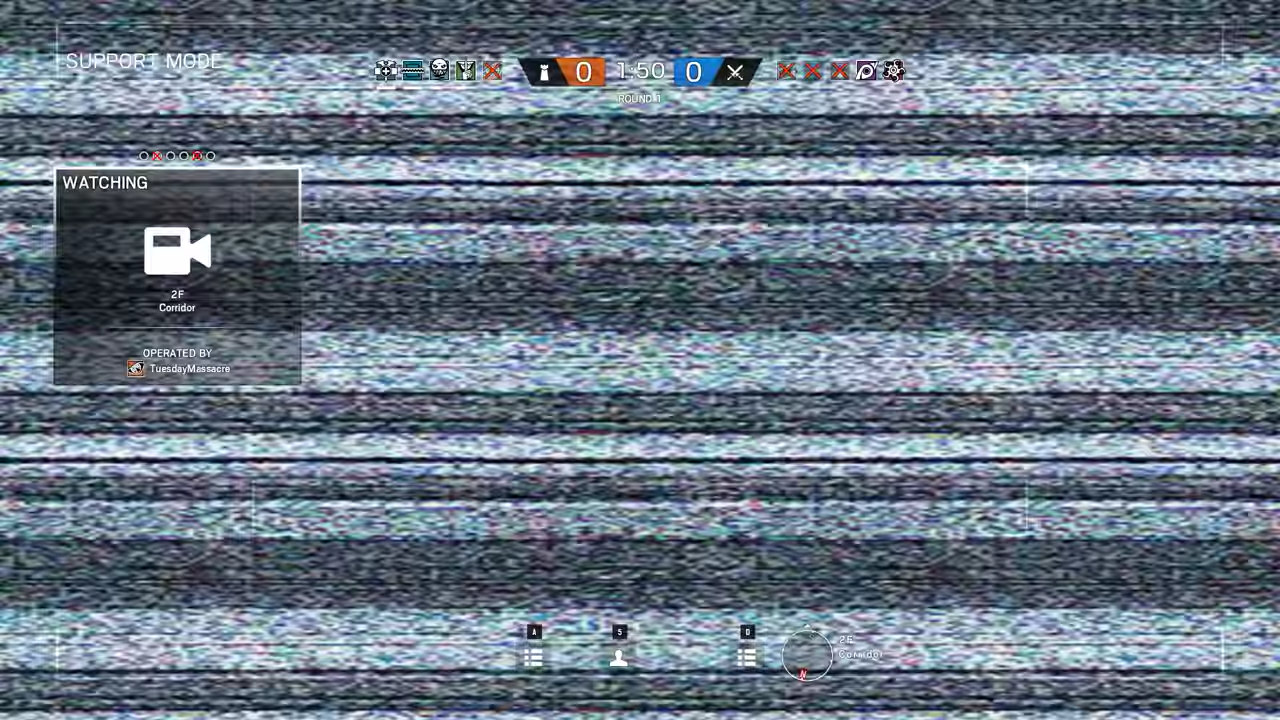 SUPPORT MODE
0 1:50 0
ROUND 1
WATCHING
2F
Corridor
OPERATED BY
TuesdayMassacre
A S D
2F
Corridor
N